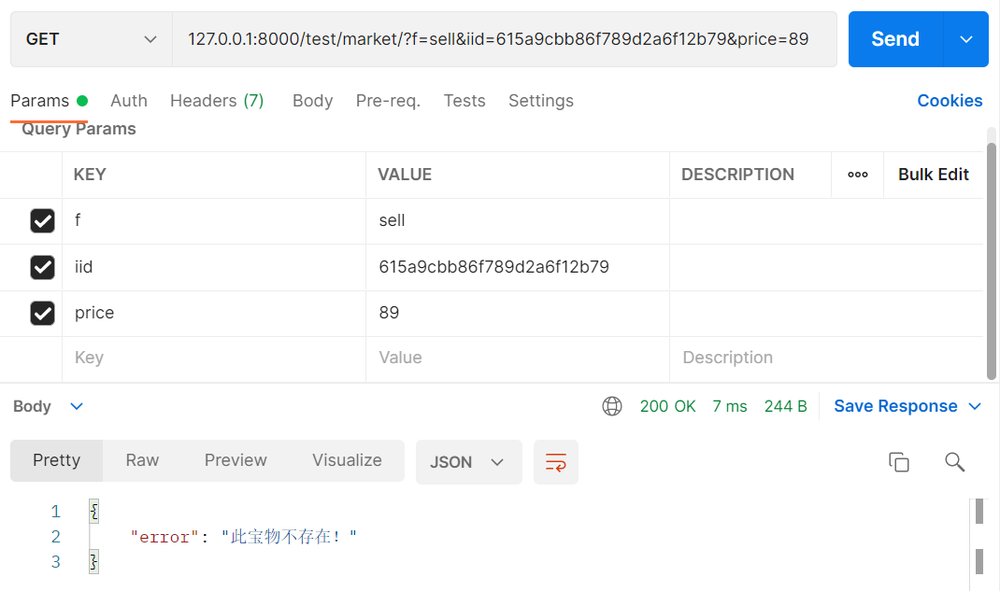 GET 127.0.0.1:8000/test/market/?f=sell&iid=615a9cbb86f789d2a6f12b79&price=89 Send
Params Auth Headers (7) Body Pre-req. Tests Settings Cookies
Query Params
KEY VALUE DESCRIPTION ooo Bulk Edit
f sell
iid 615a9cbb86f789d2a6f12b79
price 89
Key Value Description
Body 200 OK 7 ms 244 B Save Response
Pretty Raw Preview Visualize JSON
1 {
2 "error": "此宝物不存在！"
3 }